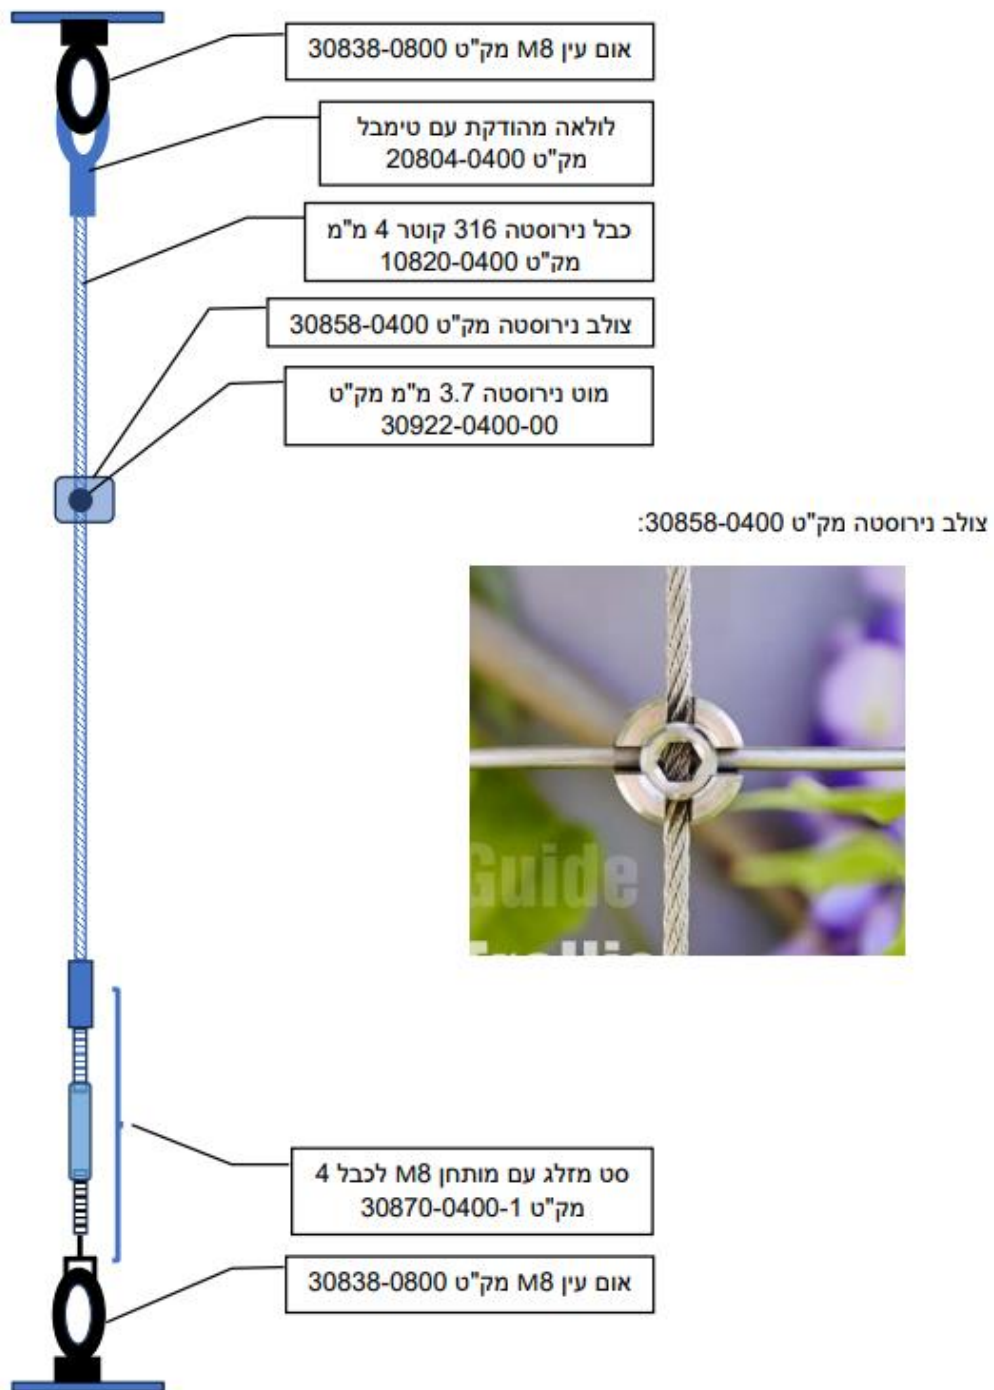 אום עין M8 מק"ט 30838-0800
לולאה מהודקת עם טימבל
מק"ט 20804-0400
כבל נירוסטה 316 קוטר 4 מ"מ
מק"ט 10820-0400
צולב נירוסטה מק"ט 30858-0400
מוט נירוסטה 3.7 מ"מ מק"ט
30922-0400-00
צולב נירוסטה מק"ט 30858-0400:
Guide
Trellis
סט מזלג עם מותחן M8 לכבל 4
מק"ט 30870-0400-1
אום עין M8 מק"ט 30838-0800